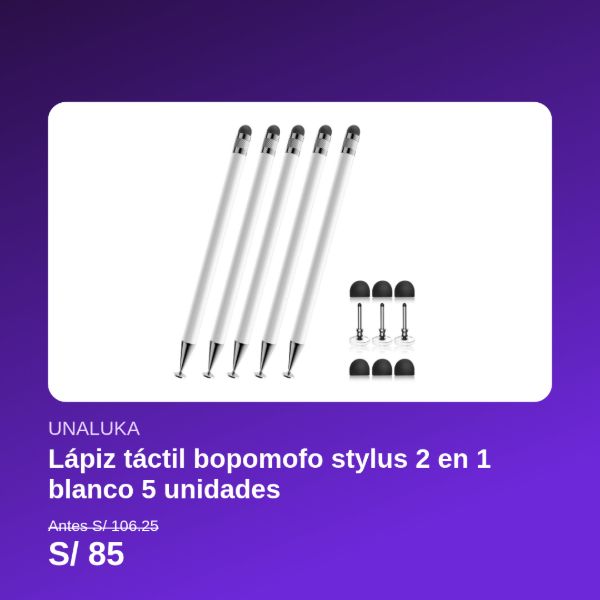 UNALUKA
Lápiz táctil bopomofo stylus 2 en 1
blanco 5 unidades
Antes S/ 106.25
S/ 85